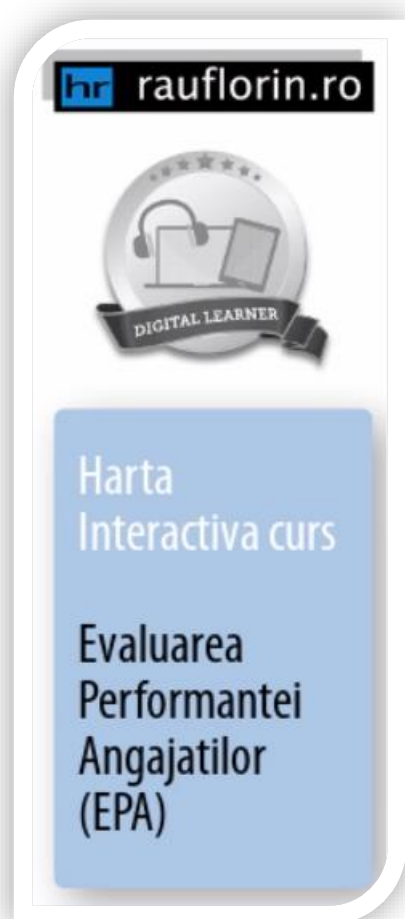 hr rauflorin.ro
DIGITAL LEARNER
Harta
Interactiva curs
Evaluarea
Performantei
Angajatilor
(EPA)